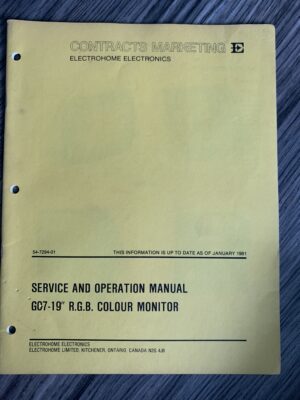 CONTRACTS MARKETING E
ELECTROHOME ELECTRONICS
54-7294-01 THIS INFORMATION IS UP TO DATE AS OF JANUARY 1981
SERVICE AND OPERATION MANUAL
GC7-19" R.G.B. COLOUR MONITOR
ELECTROHOME ELECTRONICS
ELECTROHOME LIMITED, KITCHENER, ONTARIO, CANADA N2G 4J6